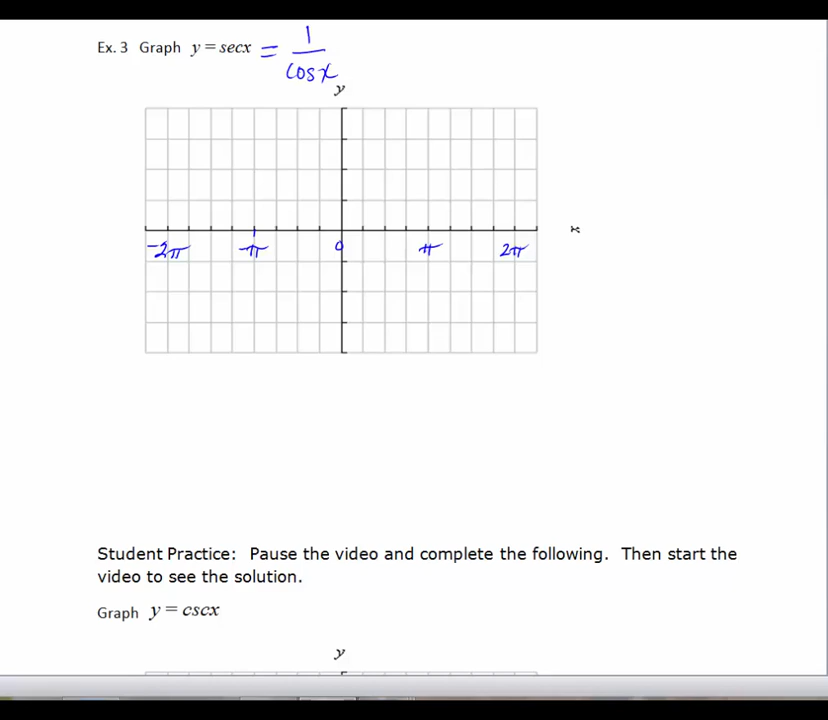 Ex. 3 Graph y = secx = 1/cosx
y
x
-2π -π 0 π 2π
Student Practice: Pause the video and complete the following. Then start the
video to see the solution.
Graph y = cscx
y